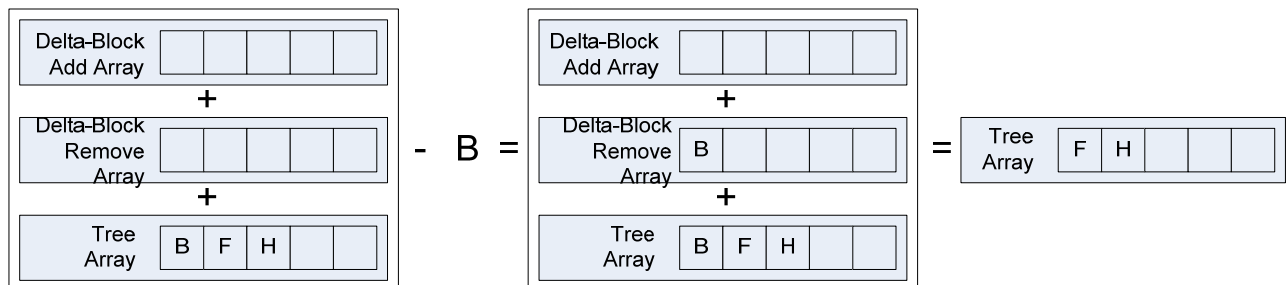 Delta-Block
Add Array
+
Delta-Block
Remove
Array
+
Tree
Array
B F H
- B =
Delta-Block
Add Array
+
Delta-Block
Remove
Array
B
+
Tree
Array
B F H
=
Tree
Array
F H